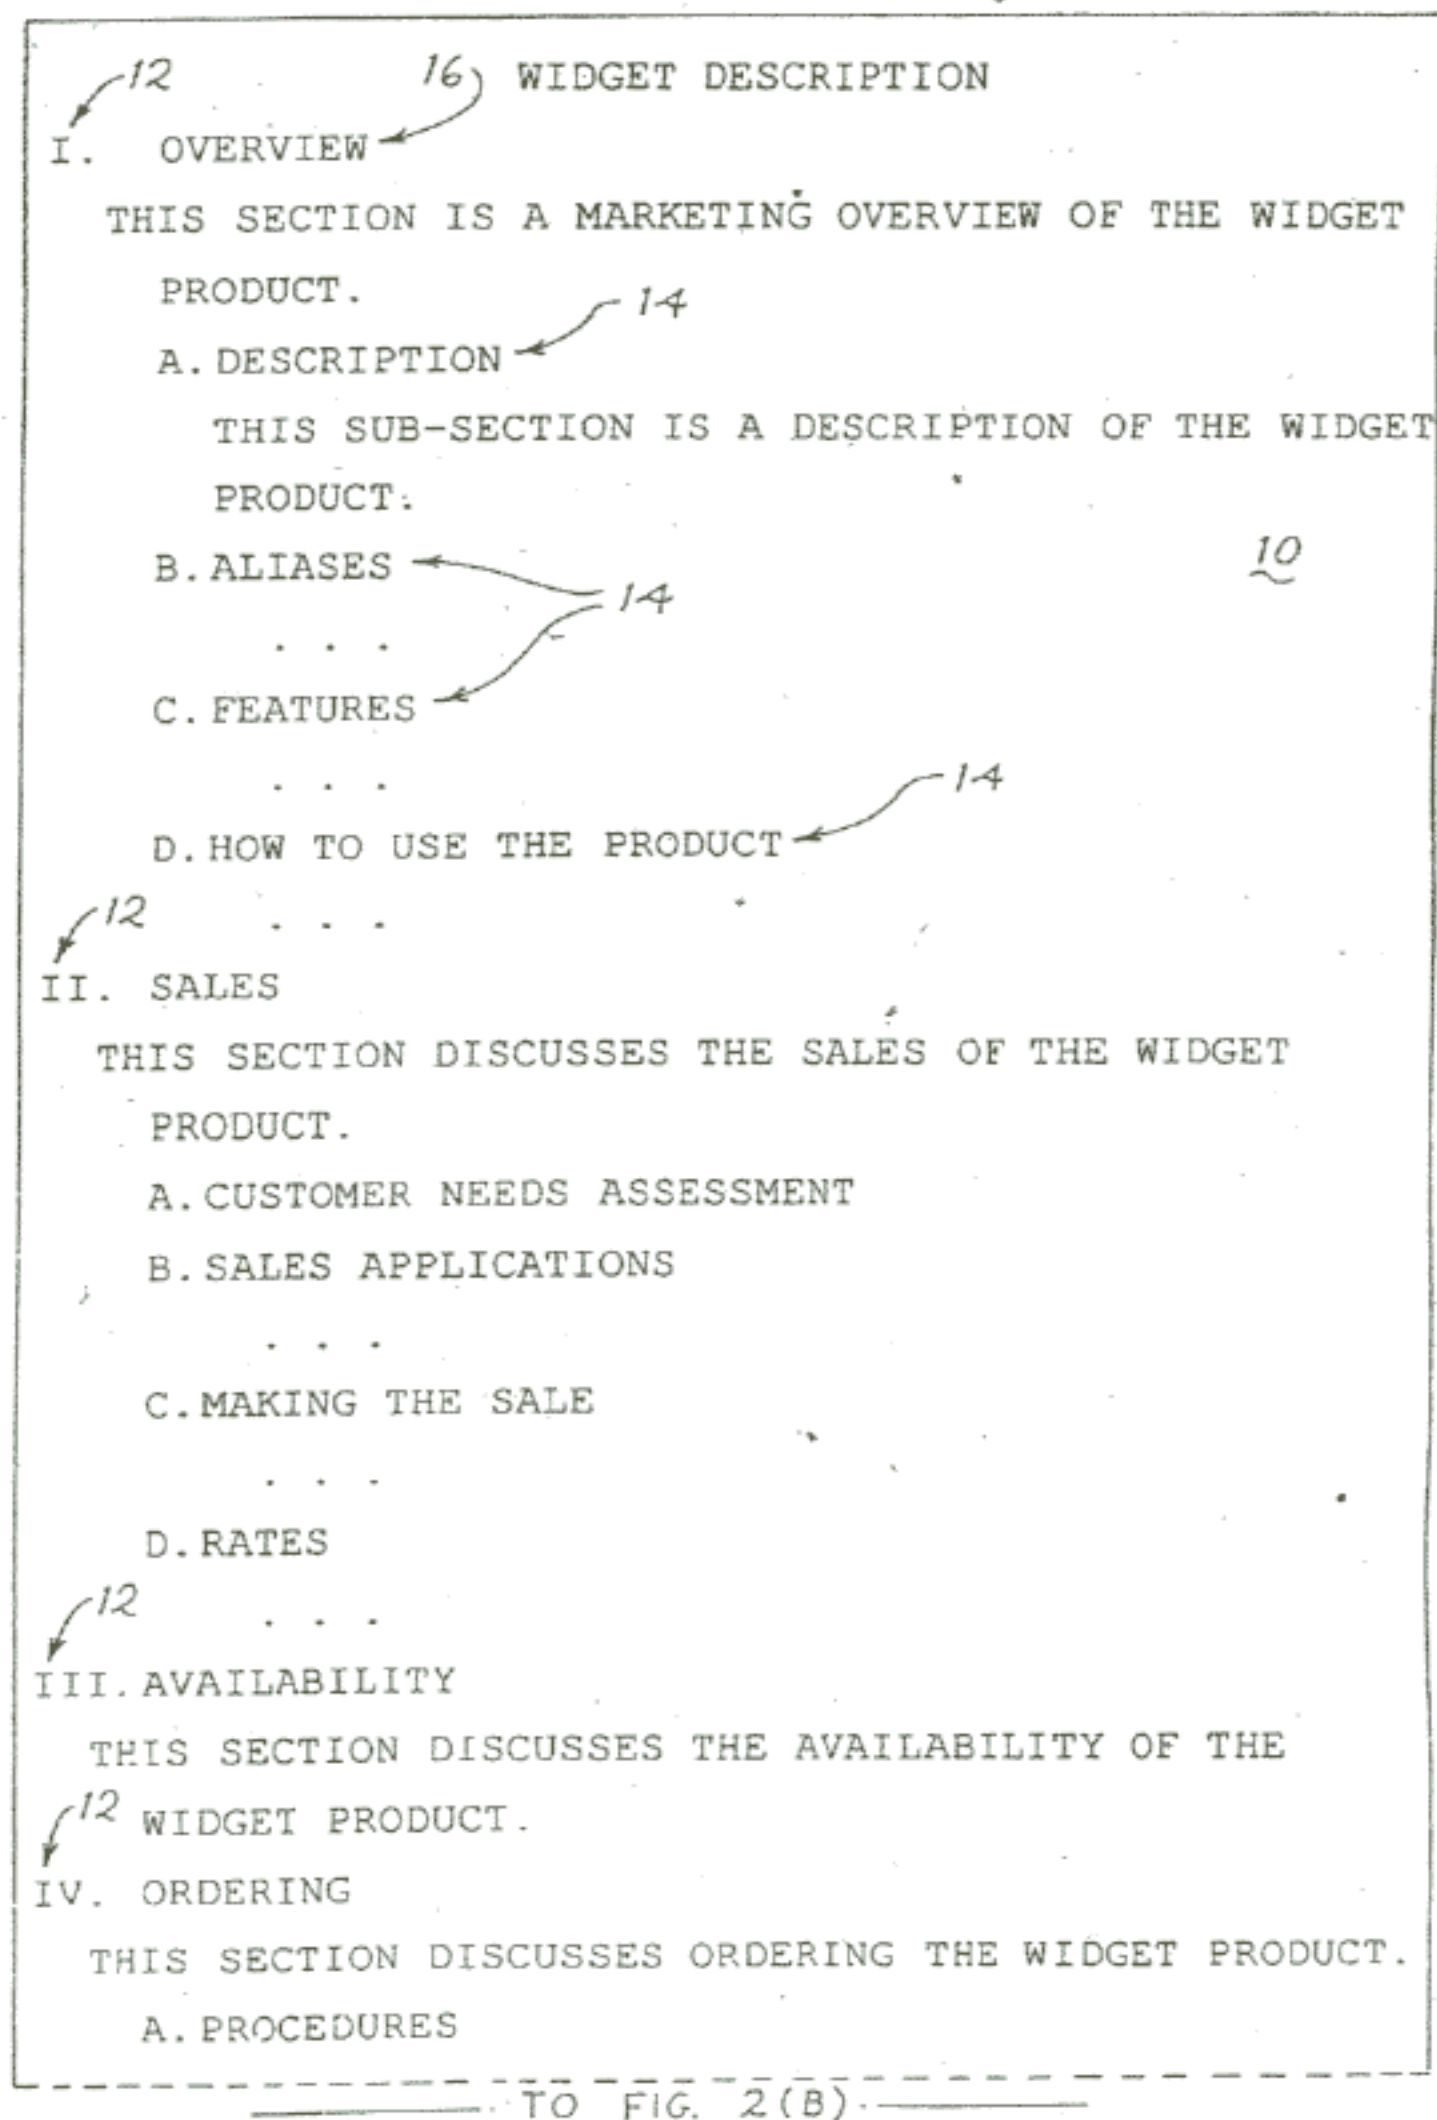 12 16 WIDGET DESCRIPTION
I. OVERVIEW
THIS SECTION IS A MARKETING OVERVIEW OF THE WIDGET
PRODUCT.
14
A. DESCRIPTION
THIS SUB-SECTION IS A DESCRIPTION OF THE WIDGET
PRODUCT.
10
B. ALIASES
14
. . .
C. FEATURES
. . .
14
D. HOW TO USE THE PRODUCT
12
. . .
II. SALES
THIS SECTION DISCUSSES THE SALES OF THE WIDGET
PRODUCT.
A. CUSTOMER NEEDS ASSESSMENT
B. SALES APPLICATIONS
. . .
C. MAKING THE SALE
. . .
D. RATES
12
. . .
III. AVAILABILITY
THIS SECTION DISCUSSES THE AVAILABILITY OF THE
12 WIDGET PRODUCT.
IV. ORDERING
THIS SECTION DISCUSSES ORDERING THE WIDGET PRODUCT.
A. PROCEDURES
TO FIG. 2(B)